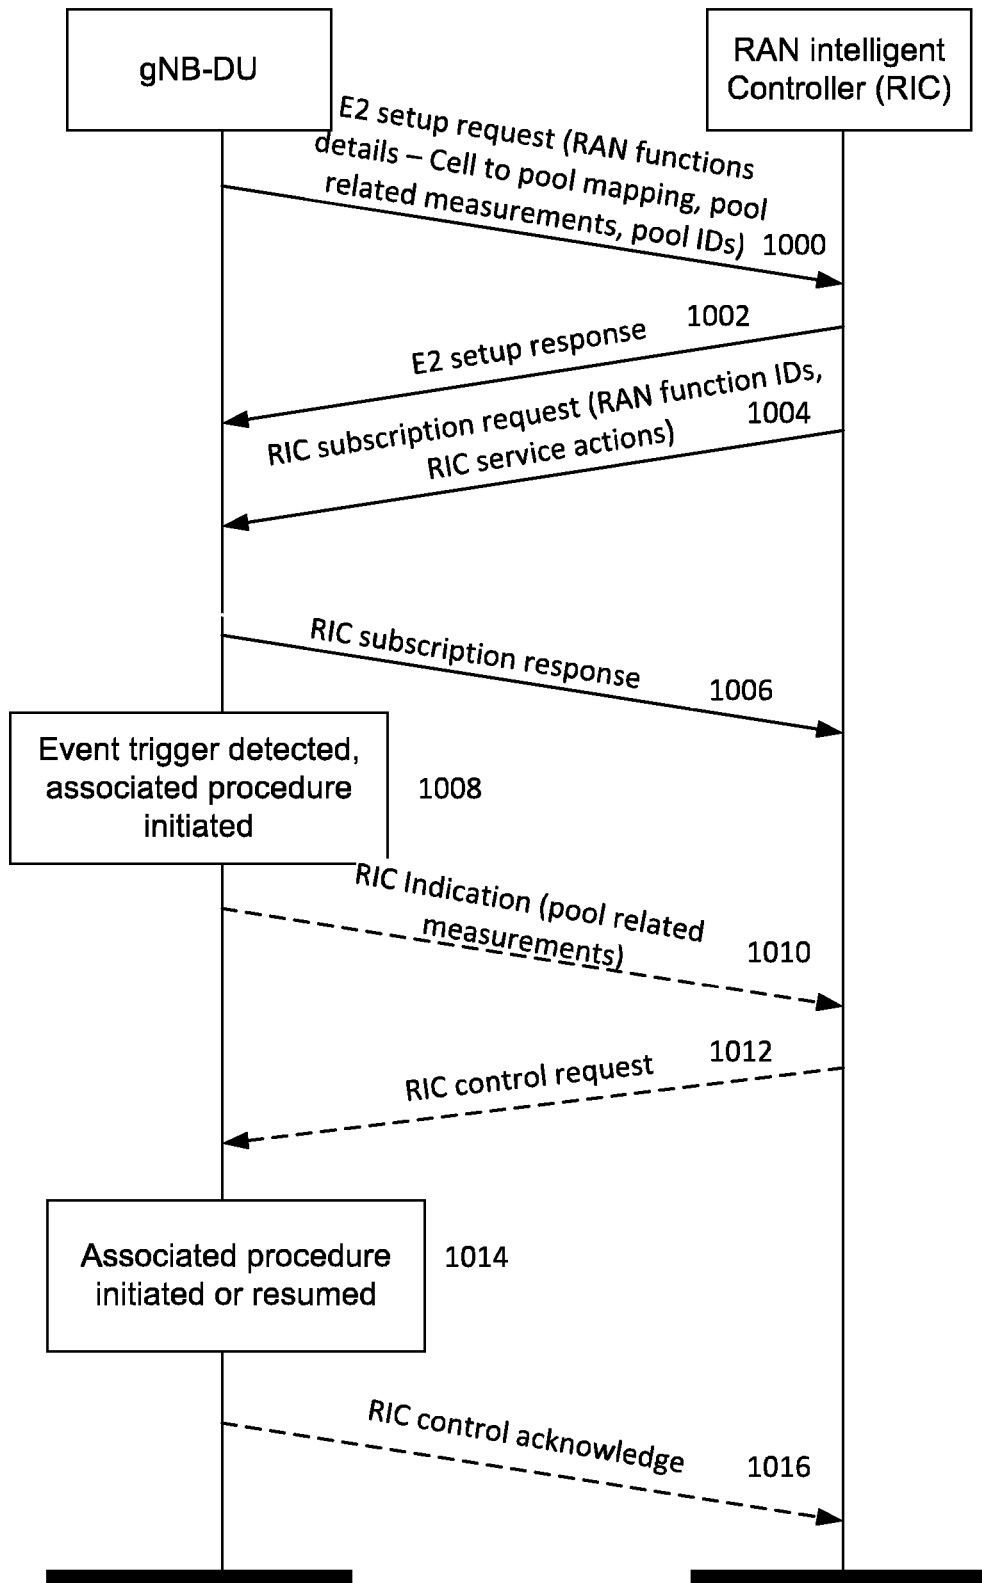 gNB-DU
RAN intelligent
Controller (RIC)
E2 setup request (RAN functions
details – Cell to pool mapping, pool
related measurements, pool IDs)
1000
1002
E2 setup response
RIC subscription request (RAN function IDs,
RIC service actions)
1004
RIC subscription response
1006
Event trigger detected,
associated procedure
initiated
1008
RIC Indication (pool related
measurements)
1010
1012
RIC control request
Associated procedure
initiated or resumed
1014
RIC control acknowledge
1016